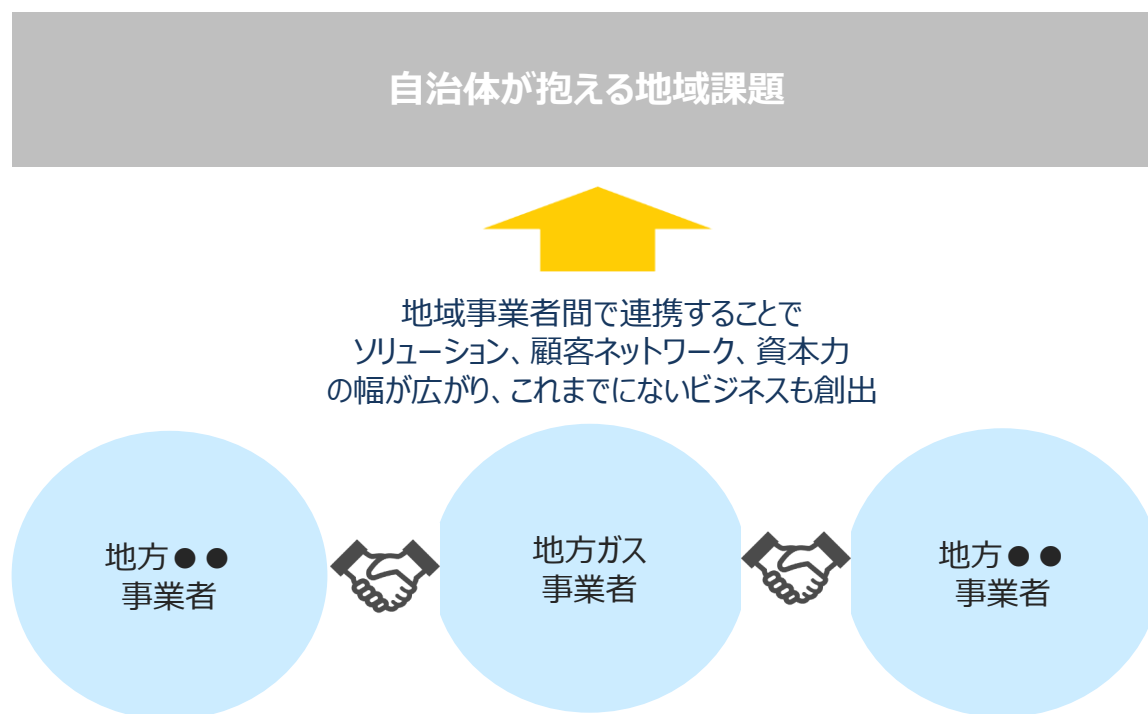 自治体が抱える地域課題
地域事業者間で連携することで
ソリューション、顧客ネットワーク、資本力
の幅が広がり、これまでにないビジネスも創出
地方●●
事業者
地方ガス
事業者
地方●●
事業者